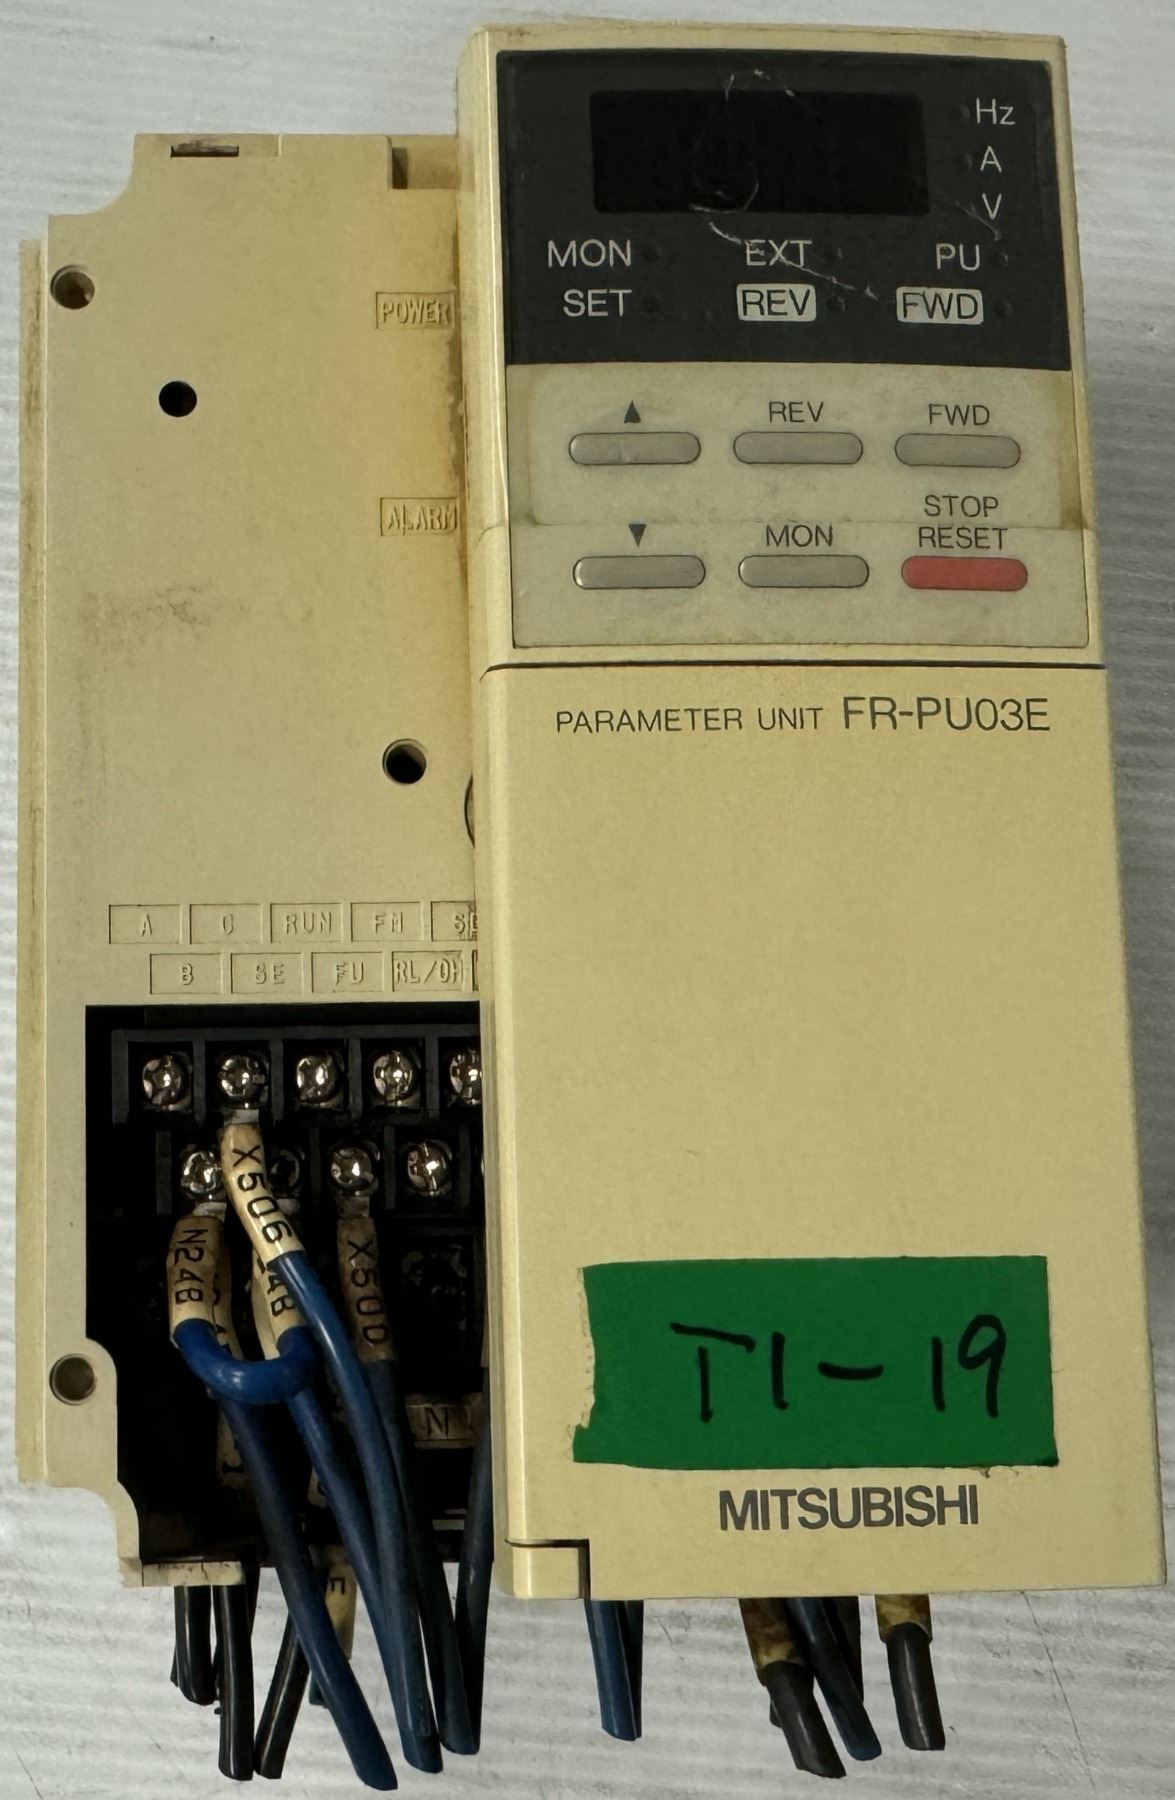 Hz
A
V
MON EXT PU
SET REV FWD
POWER
▲ REV FWD
ALARM
STOP
▼ MON RESET
PARAMETER UNIT FR-PU03E
A C RUN FM
B SE FU RL/OH
X506
N24B
X500
N
T1-19
MITSUBISHI